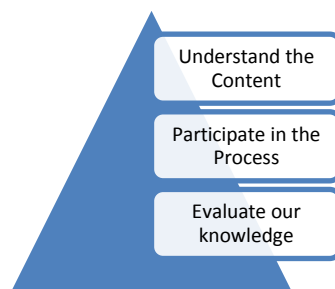 Understand the
Content
Participate in the
Process
Evaluate our
knowledge